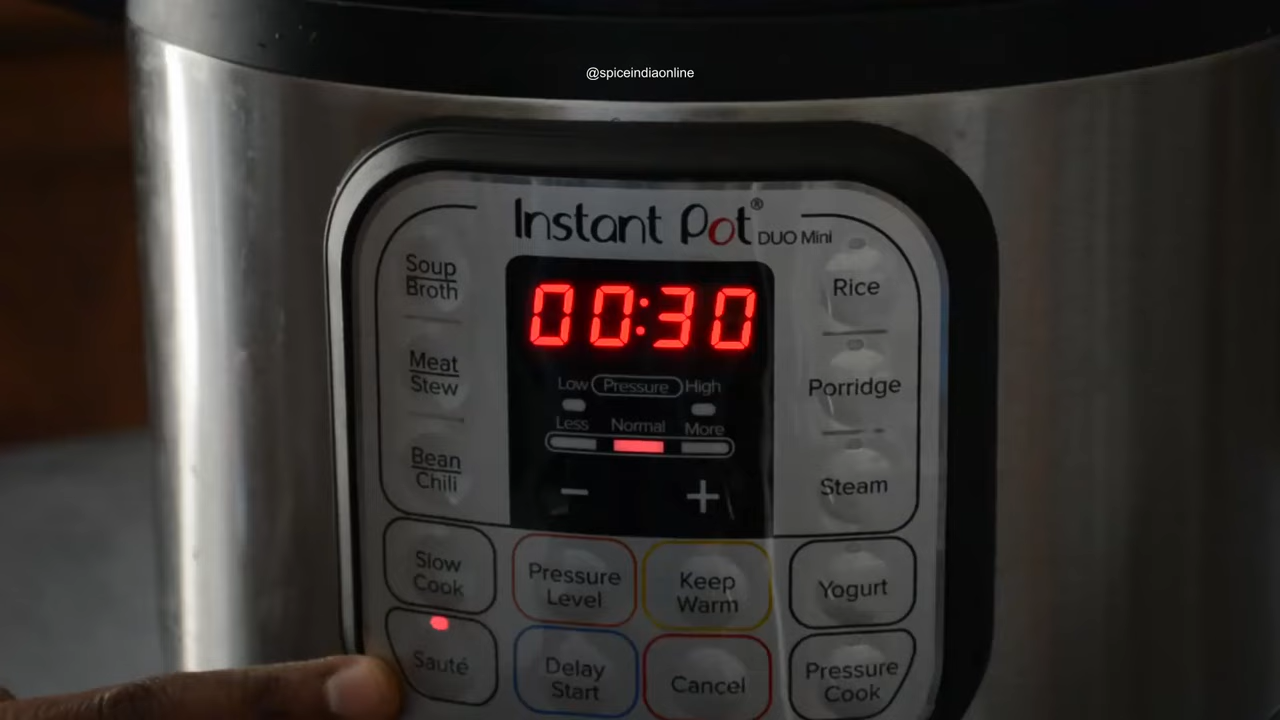 @spiceindiaonline
Instant Pot®
DUO Mini
Soup
Broth
Meat
Stew
Bean
Chili
00:30
Low Pressure High
Less Normal More
− +
Rice
Porridge
Steam
Slow
Cook
Pressure
Level
Keep
Warm
Yogurt
Sauté
Delay
Start
Cancel
Pressure
Cook